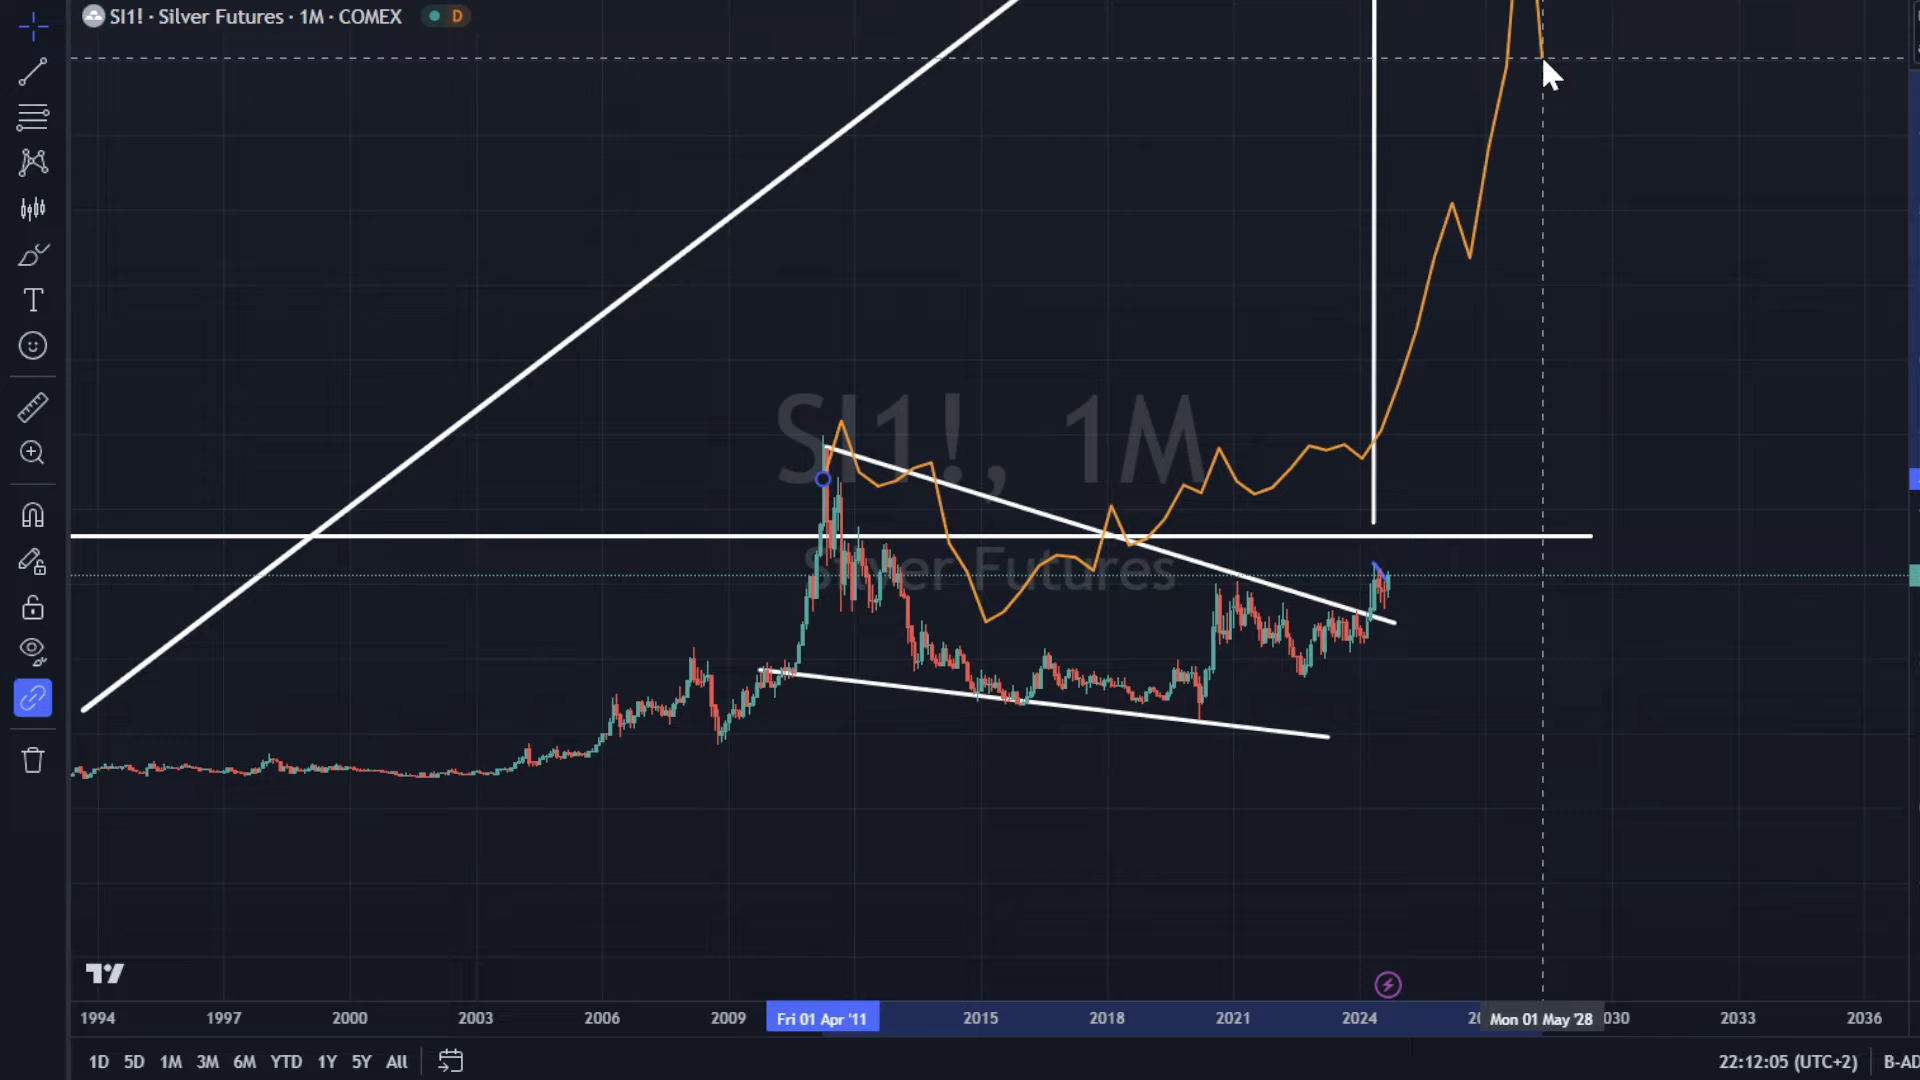 SI1! · Silver Futures · 1M · COMEX D
SI1!, 1M
Silver Futures
1994 1997 2000 2003 2006 2009 Fri 01 Apr '11 2015 2018 2021 2024 Mon 01 May '28 2033 2036
1D 5D 1M 3M 6M YTD 1Y 5Y All 22:12:05 (UTC+2)